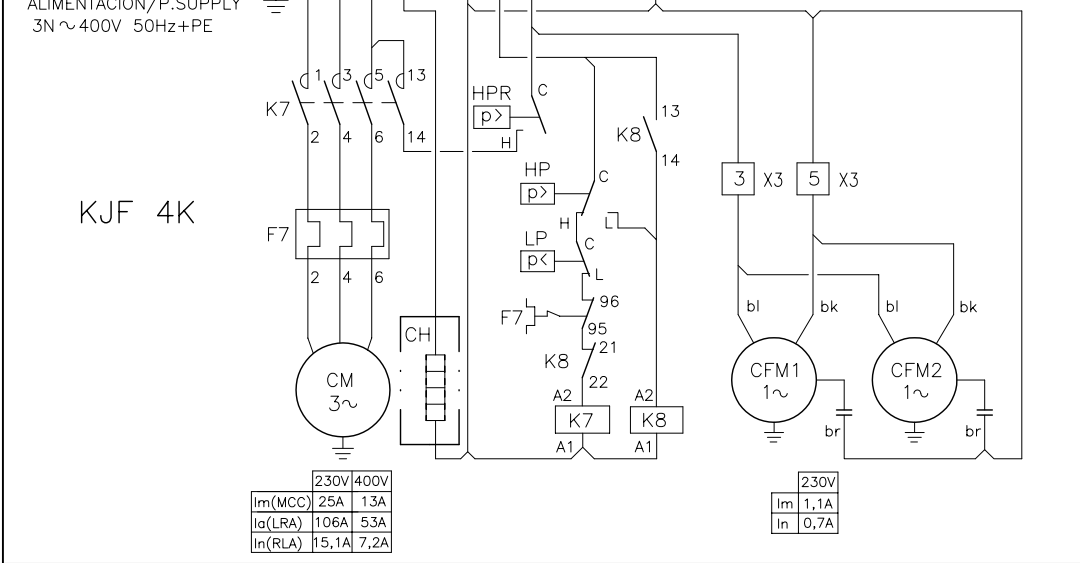 ALIMENTACION/P.SUPPLY
3N ~ 400V 50Hz+PE
1 3 5 13
K7
2 4 6 14
HPR
p>
C
H
K8
13
14
HP
p>
C
H L
3 X3 5 X3
KJF 4K
F7
2 4 6
LP
p<
C
L
96
F7
95
K8
21
22
bl bk bl bk
CH
CM
3~
CFM1
1~
CFM2
1~
A2 A2
K7 K8
A1 A1
br br
230V 400V
Im(MCC) 25A 13A
Ia(LRA) 106A 53A
In(RLA) 15,1A 7,2A
230V
Im 1,1A
In 0,7A